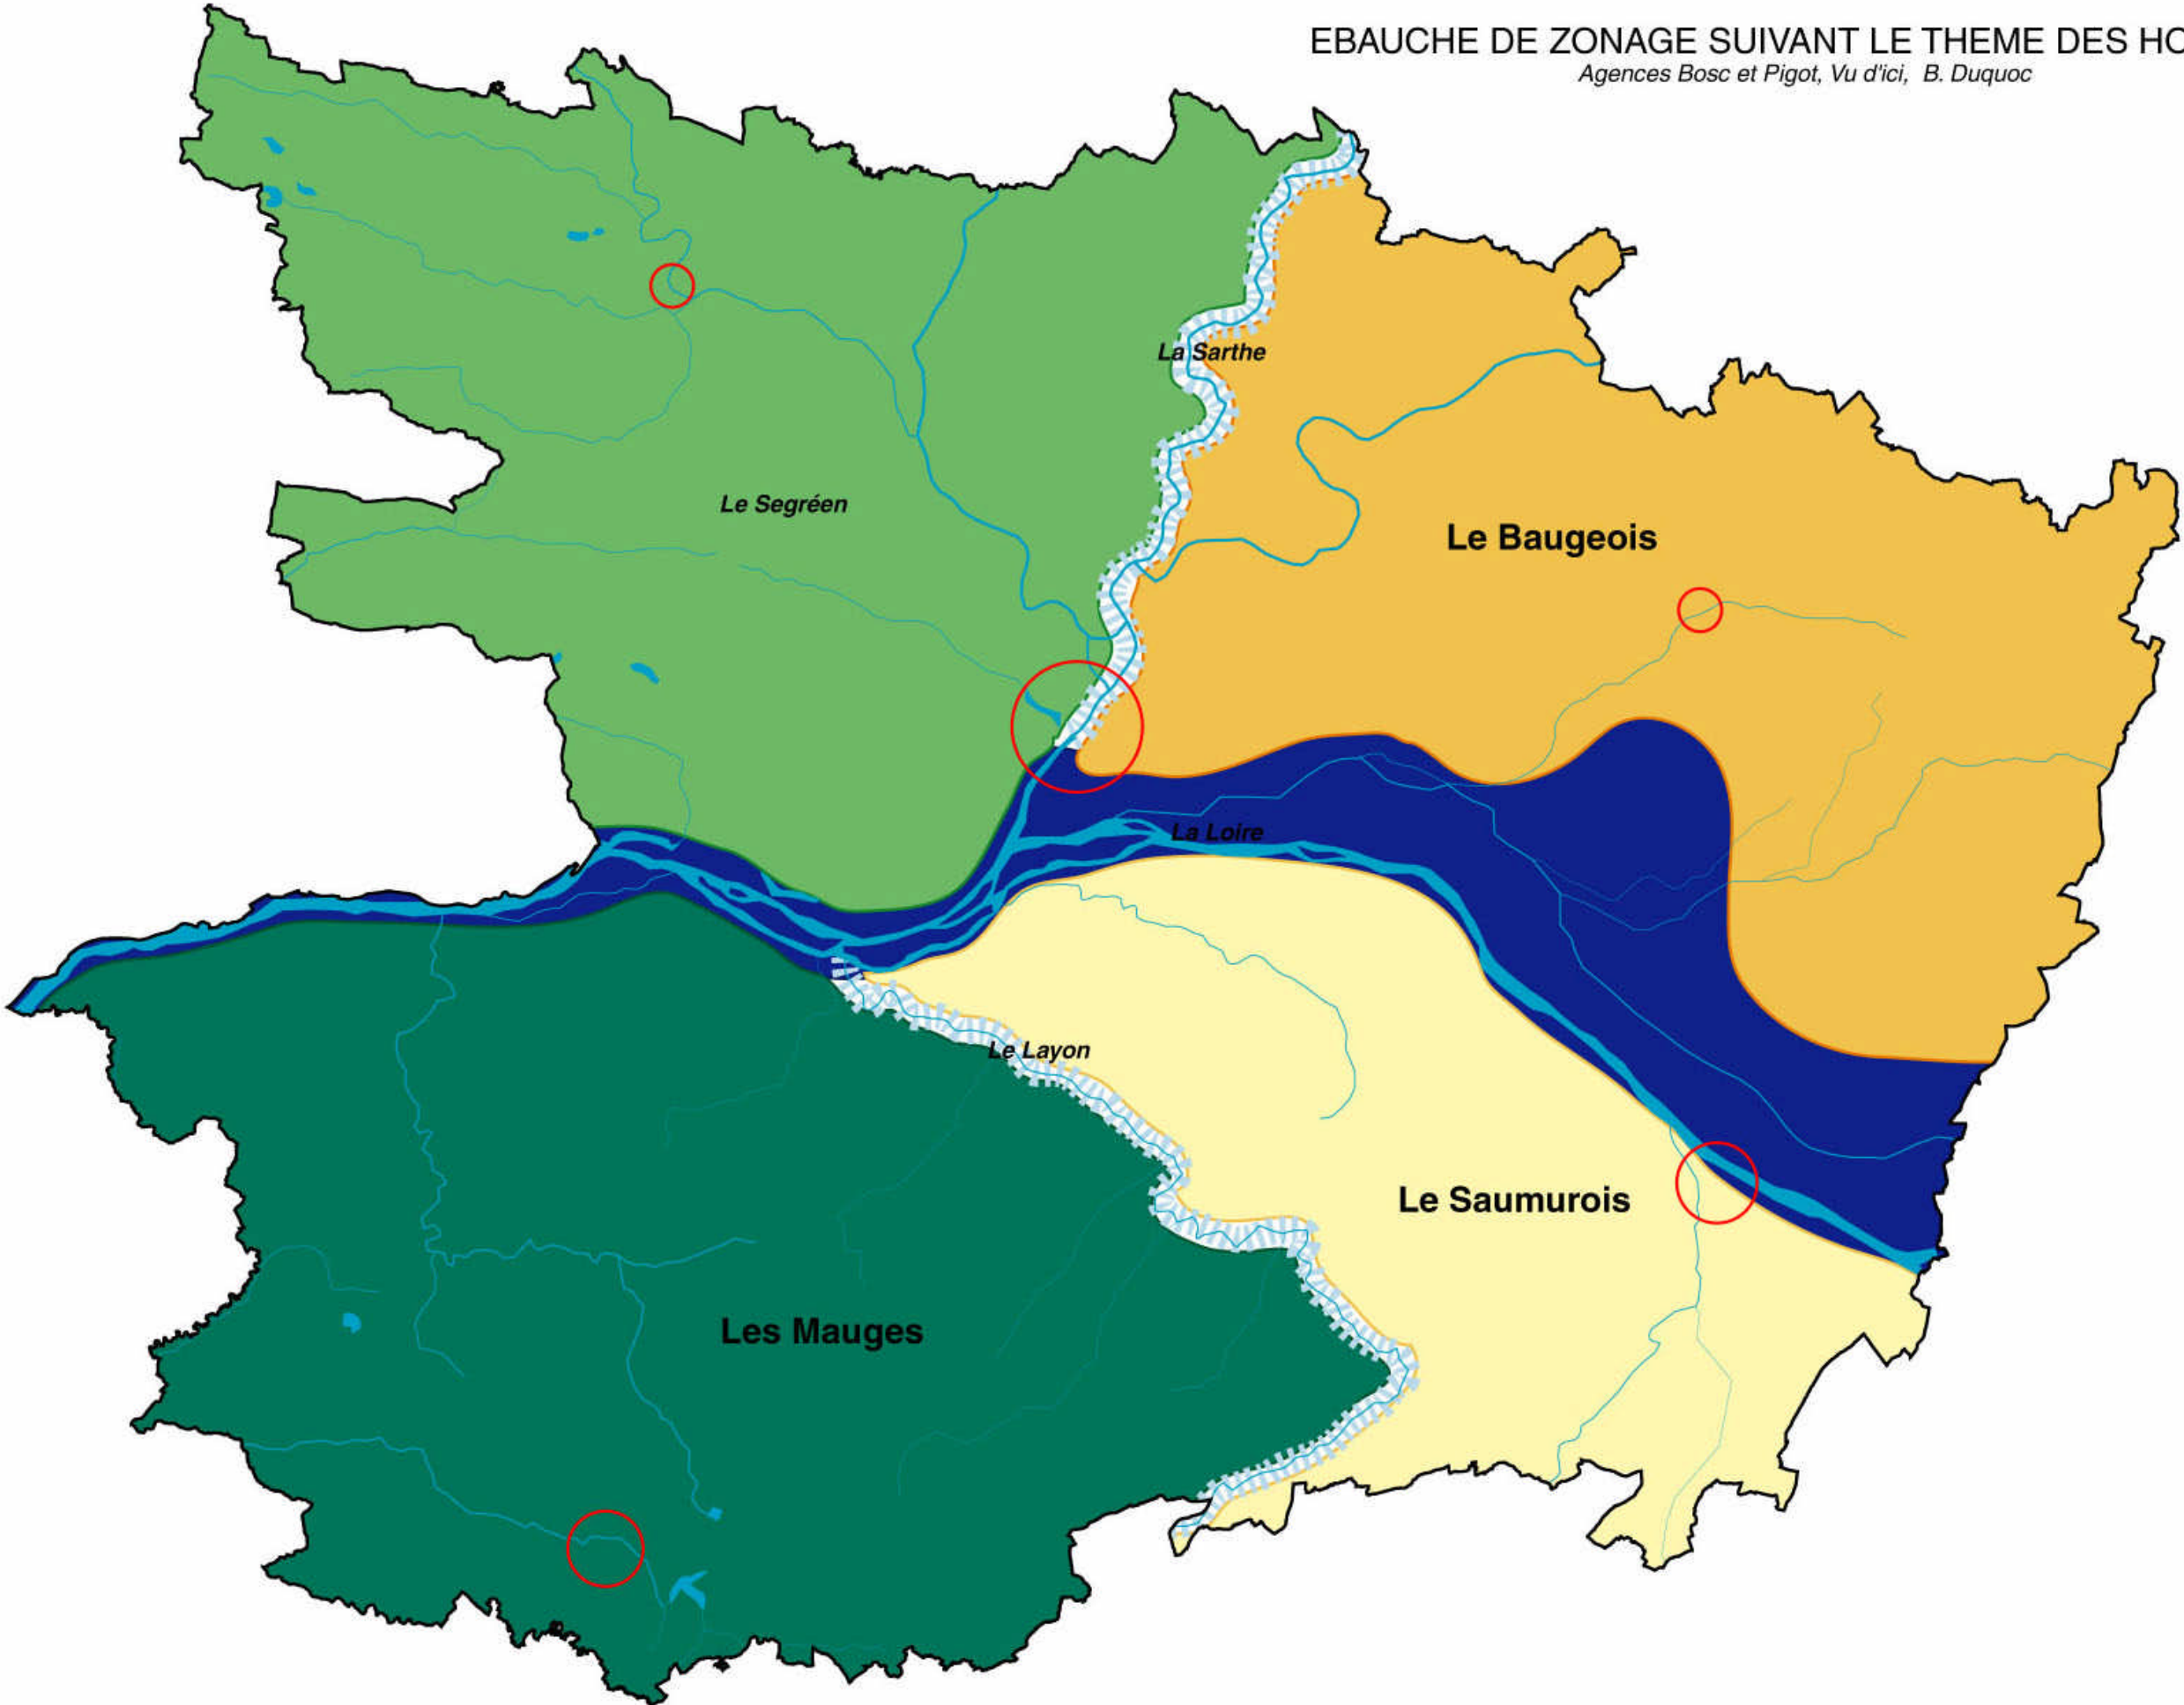 EBAUCHE DE ZONAGE SUIVANT LE THEME DES
Agences Bosc et Pigot, Vu d'ici, B. Duquoc
La Sarthe
Le Segréen
Le Baugeois
La Loire
Le Layon
Le Saumurois
Les Mauges